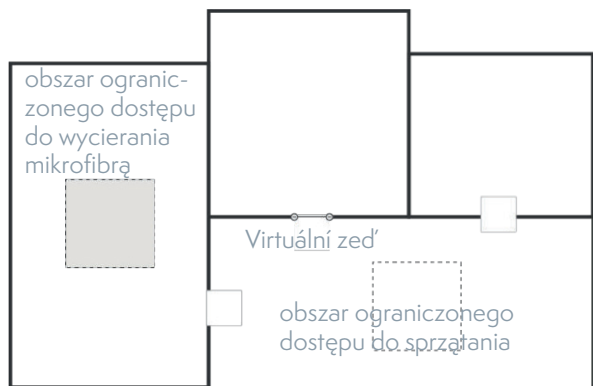 obszar ogranic-
zonego dostępu
do wycierania
mikrofibrą
Virtuální zeď
obszar ograniczonego
dostępu do sprzątania